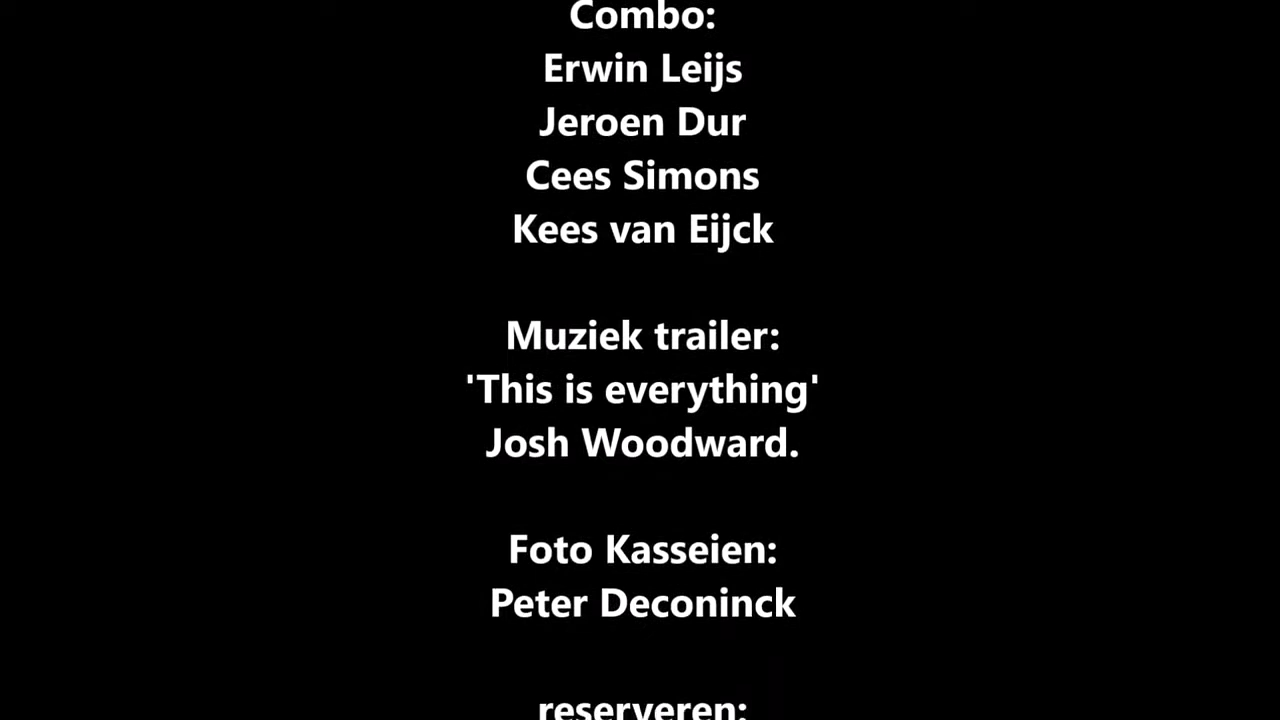 Combo:
Erwin Leijs
Jeroen Dur
Cees Simons
Kees van Eijck
Muziek trailer:
'This is everything'
Josh Woodward.
Foto Kasseien:
Peter Deconinck
reserveren: